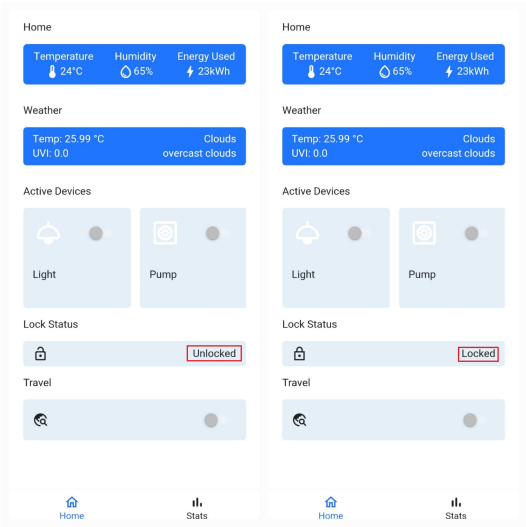 Home
Temperature Humidity Energy Used
24°C 65% 23kWh
Weather
Temp: 25.99 °C Clouds
UVI: 0.0 overcast clouds
Active Devices
Light Pump
Lock Status
Unlocked
Travel
Home Stats
Home
Temperature Humidity Energy Used
24°C 65% 23kWh
Weather
Temp: 25.99 °C Clouds
UVI: 0.0 overcast clouds
Active Devices
Light Pump
Lock Status
Locked
Travel
Home Stats